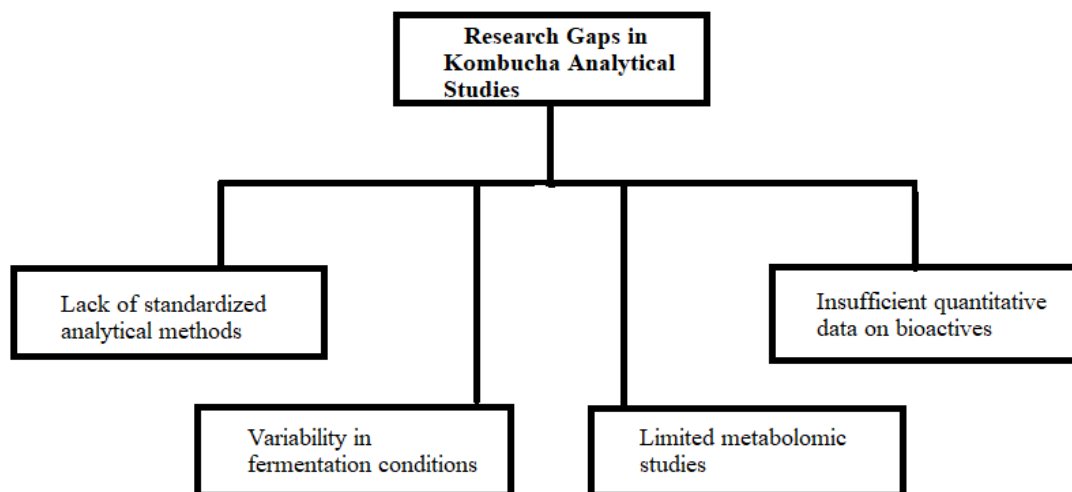 Research Gaps in
Kombucha Analytical
Studies
Lack of standardized
analytical methods
Variability in
fermentation conditions
Limited metabolomic
studies
Insufficient quantitative
data on bioactives